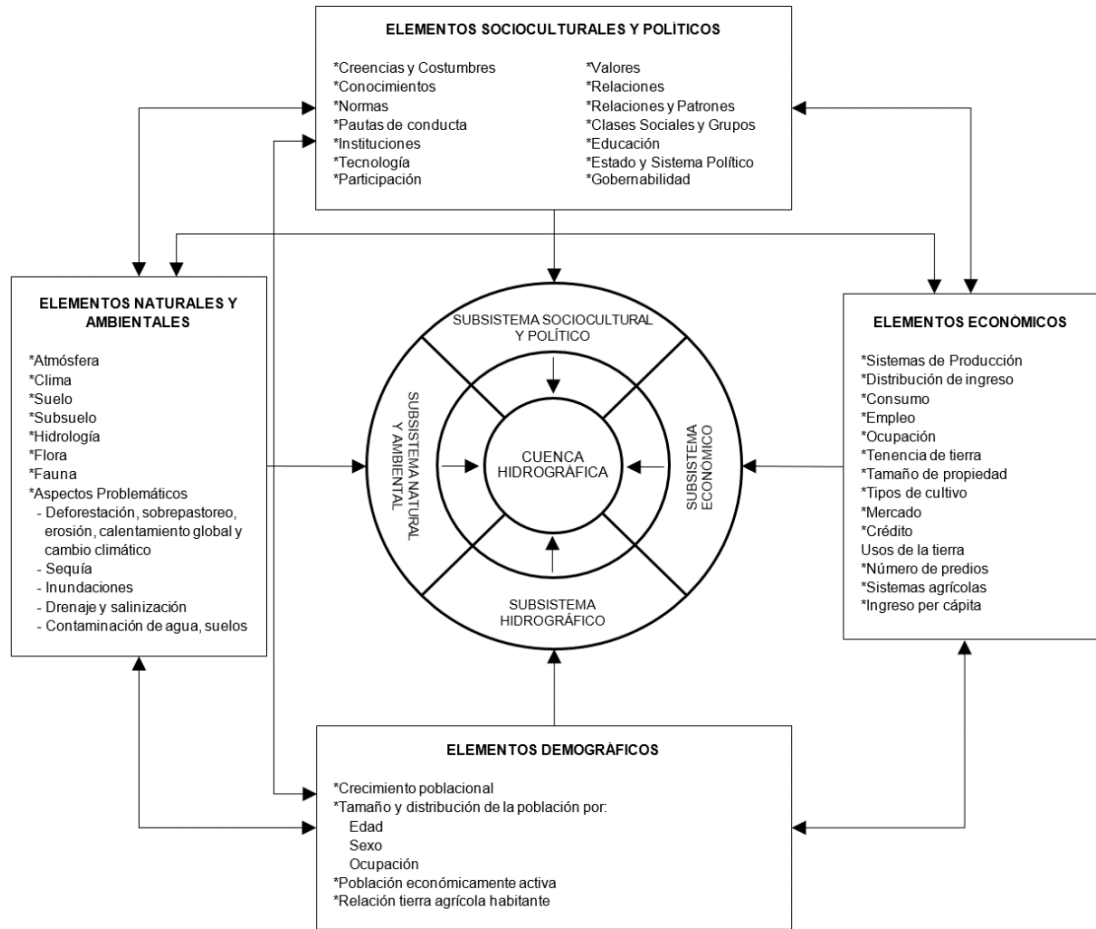 ELEMENTOS SOCIOCULTURALES Y POLÌTICOS
*Creencias y Costumbres
*Conocimientos
*Normas
*Pautas de conducta
*Instituciones
*Tecnología
*Participación
*Valores
*Relaciones
*Relaciones y Patrones
*Clases Sociales y Grupos
*Educación
*Estado y Sistema Político
*Gobernabilidad
ELEMENTOS NATURALES Y
AMBIENTALES
*Atmósfera
*Clima
*Suelo
*Subsuelo
*Hidrología
*Flora
*Fauna
*Aspectos Problemáticos
- Deforestación, sobrepastoreo,
erosión, calentamiento global y
cambio climático
- Sequía
- Inundaciones
- Drenaje y salinización
- Contaminación de agua, suelos
SUBSISTEMA SOCIOCULTURAL
Y POLÍTICO
SUBSISTEMA NATURAL
Y AMBIENTAL
CUENCA
HIDROGRÀFICA
SUBSISTEMA
ECONÓMICO
SUBSISTEMA
HIDROGRÁFICO
ELEMENTOS ECONÒMICOS
*Sistemas de Producción
*Distribución de ingreso
*Consumo
*Empleo
*Ocupación
*Tenencia de tierra
*Tamaño de propiedad
*Tipos de cultivo
*Mercado
*Crédito
Usos de la tierra
*Número de predios
*Sistemas agrícolas
*Ingreso per cápita
ELEMENTOS DEMOGRÀFICOS
*Crecimiento poblacional
*Tamaño y distribución de la población por:
Edad
Sexo
Ocupación
*Población económicamente activa
*Relación tierra agrícola habitante